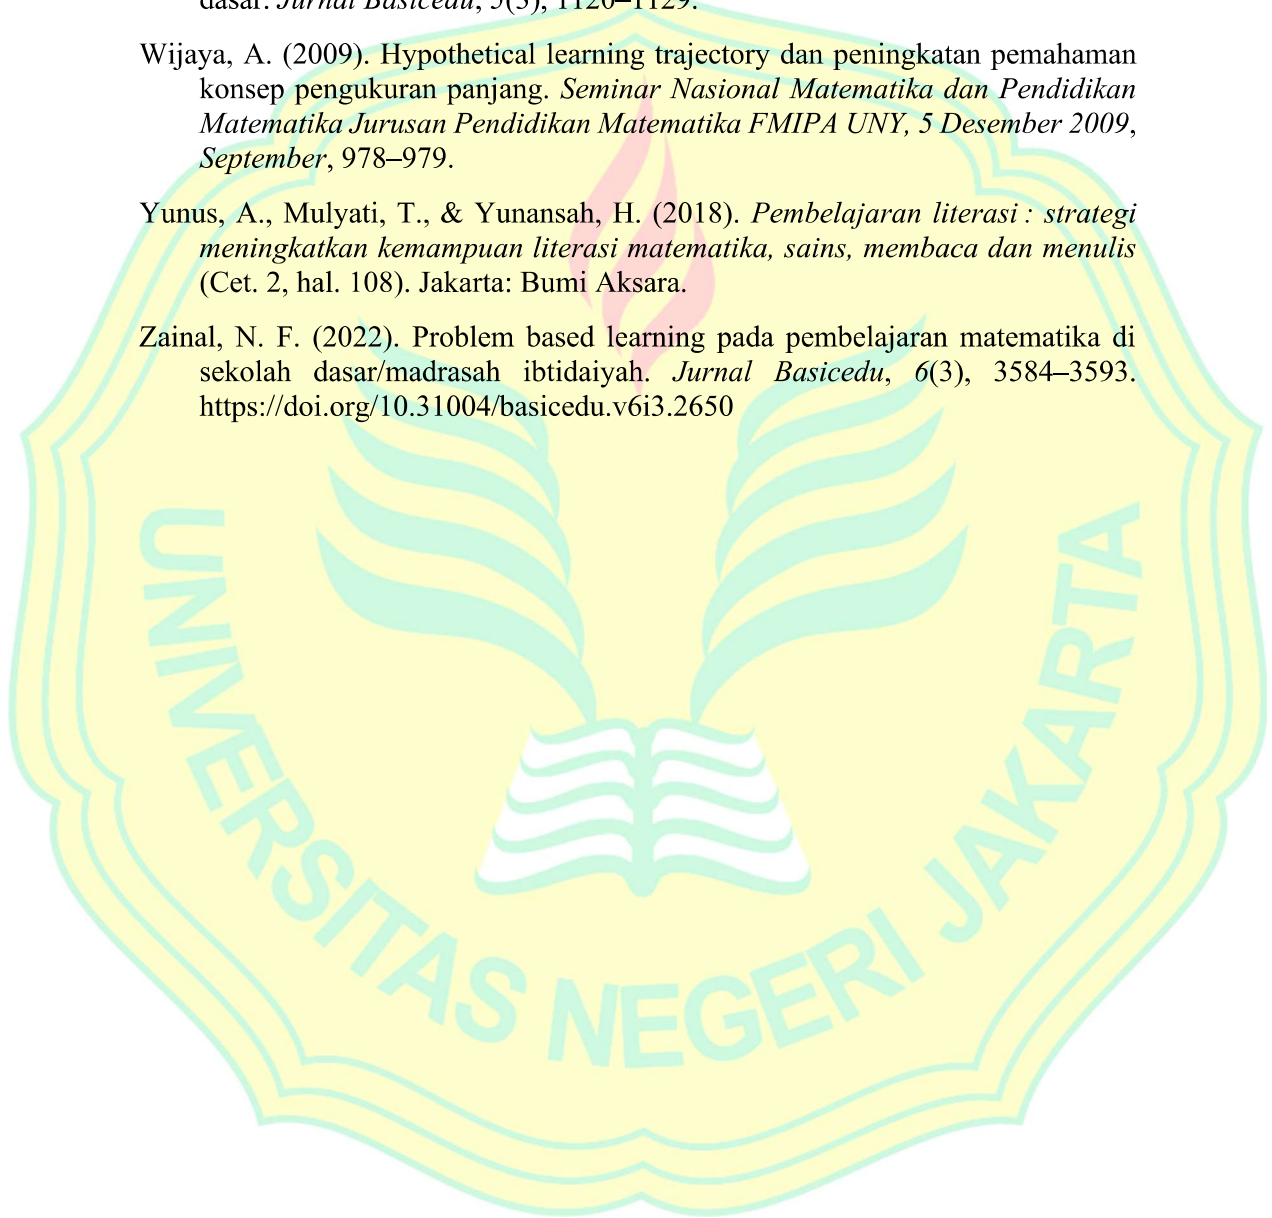 dasar. Jurnal Basicedu, 5(3), 1120–1129.
Wijaya, A. (2009). Hypothetical learning trajectory dan peningkatan pemahaman
konsep pengukuran panjang. Seminar Nasional Matematika dan Pendidikan
Matematika Jurusan Pendidikan Matematika FMIPA UNY, 5 Desember 2009,
September, 978–979.
Yunus, A., Mulyati, T., & Yunansah, H. (2018). Pembelajaran literasi : strategi
meningkatkan kemampuan literasi matematika, sains, membaca dan menulis
(Cet. 2, hal. 108). Jakarta: Bumi Aksara.
Zainal, N. F. (2022). Problem based learning pada pembelajaran matematika di
sekolah dasar/madrasah ibtidaiyah. Jurnal Basicedu, 6(3), 3584–3593.
https://doi.org/10.31004/basicedu.v6i3.2650
UNIVERSITAS NEGERI JAKARTA